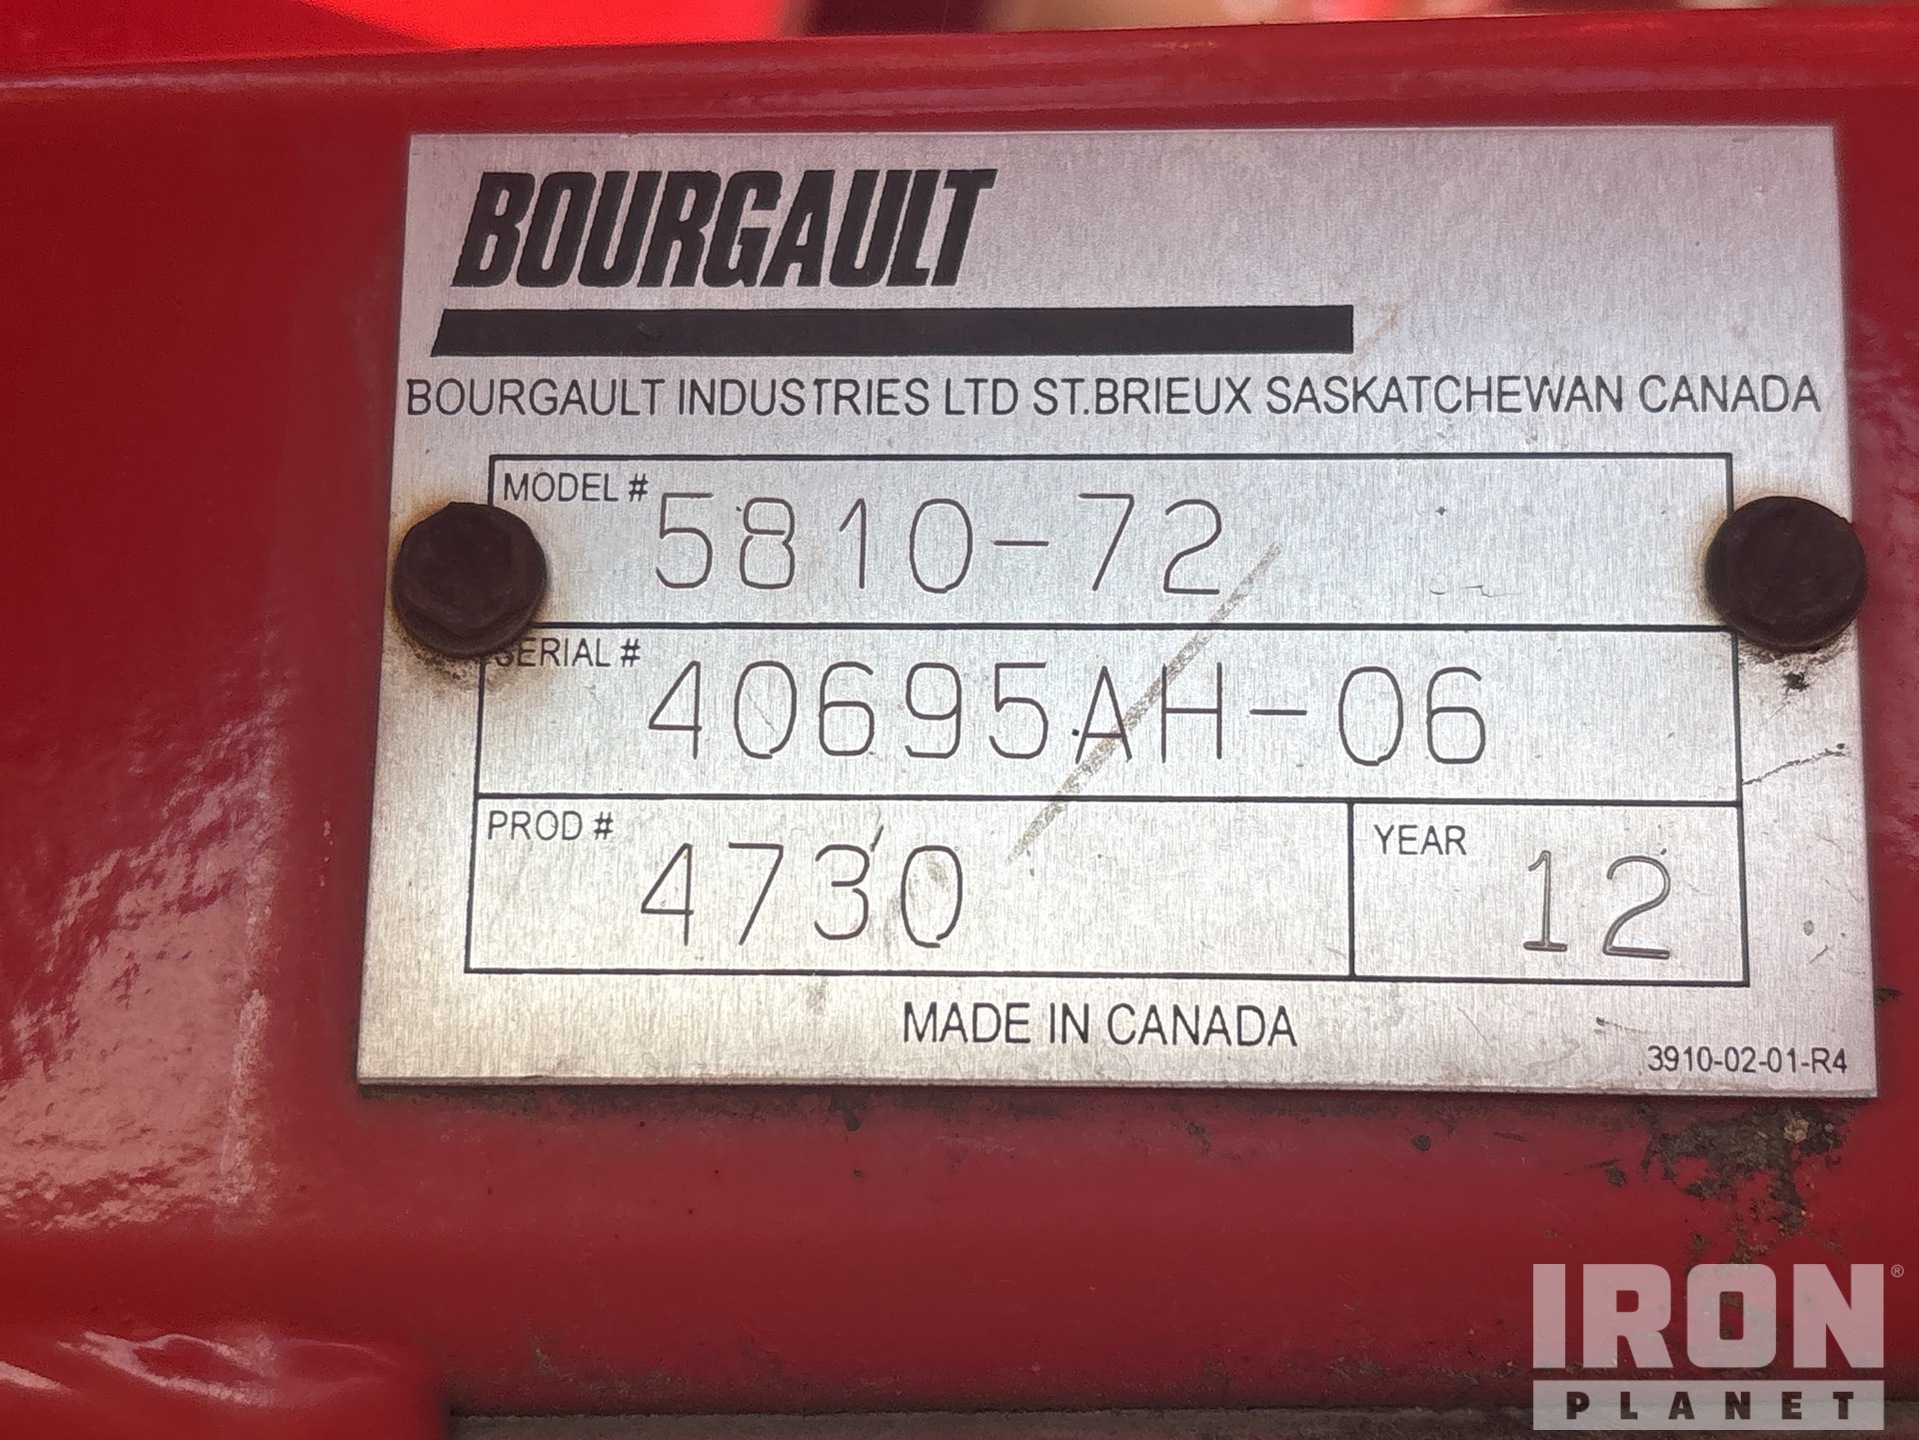 BOURGAULT
BOURGAULT INDUSTRIES LTD ST.BRIEUX SASKATCHEWAN CANADA
MODEL # 5810-72
SERIAL # 40695AH-06
PROD # 4730 YEAR 12
MADE IN CANADA
3910-02-01-R4
IRON ®
PLANET